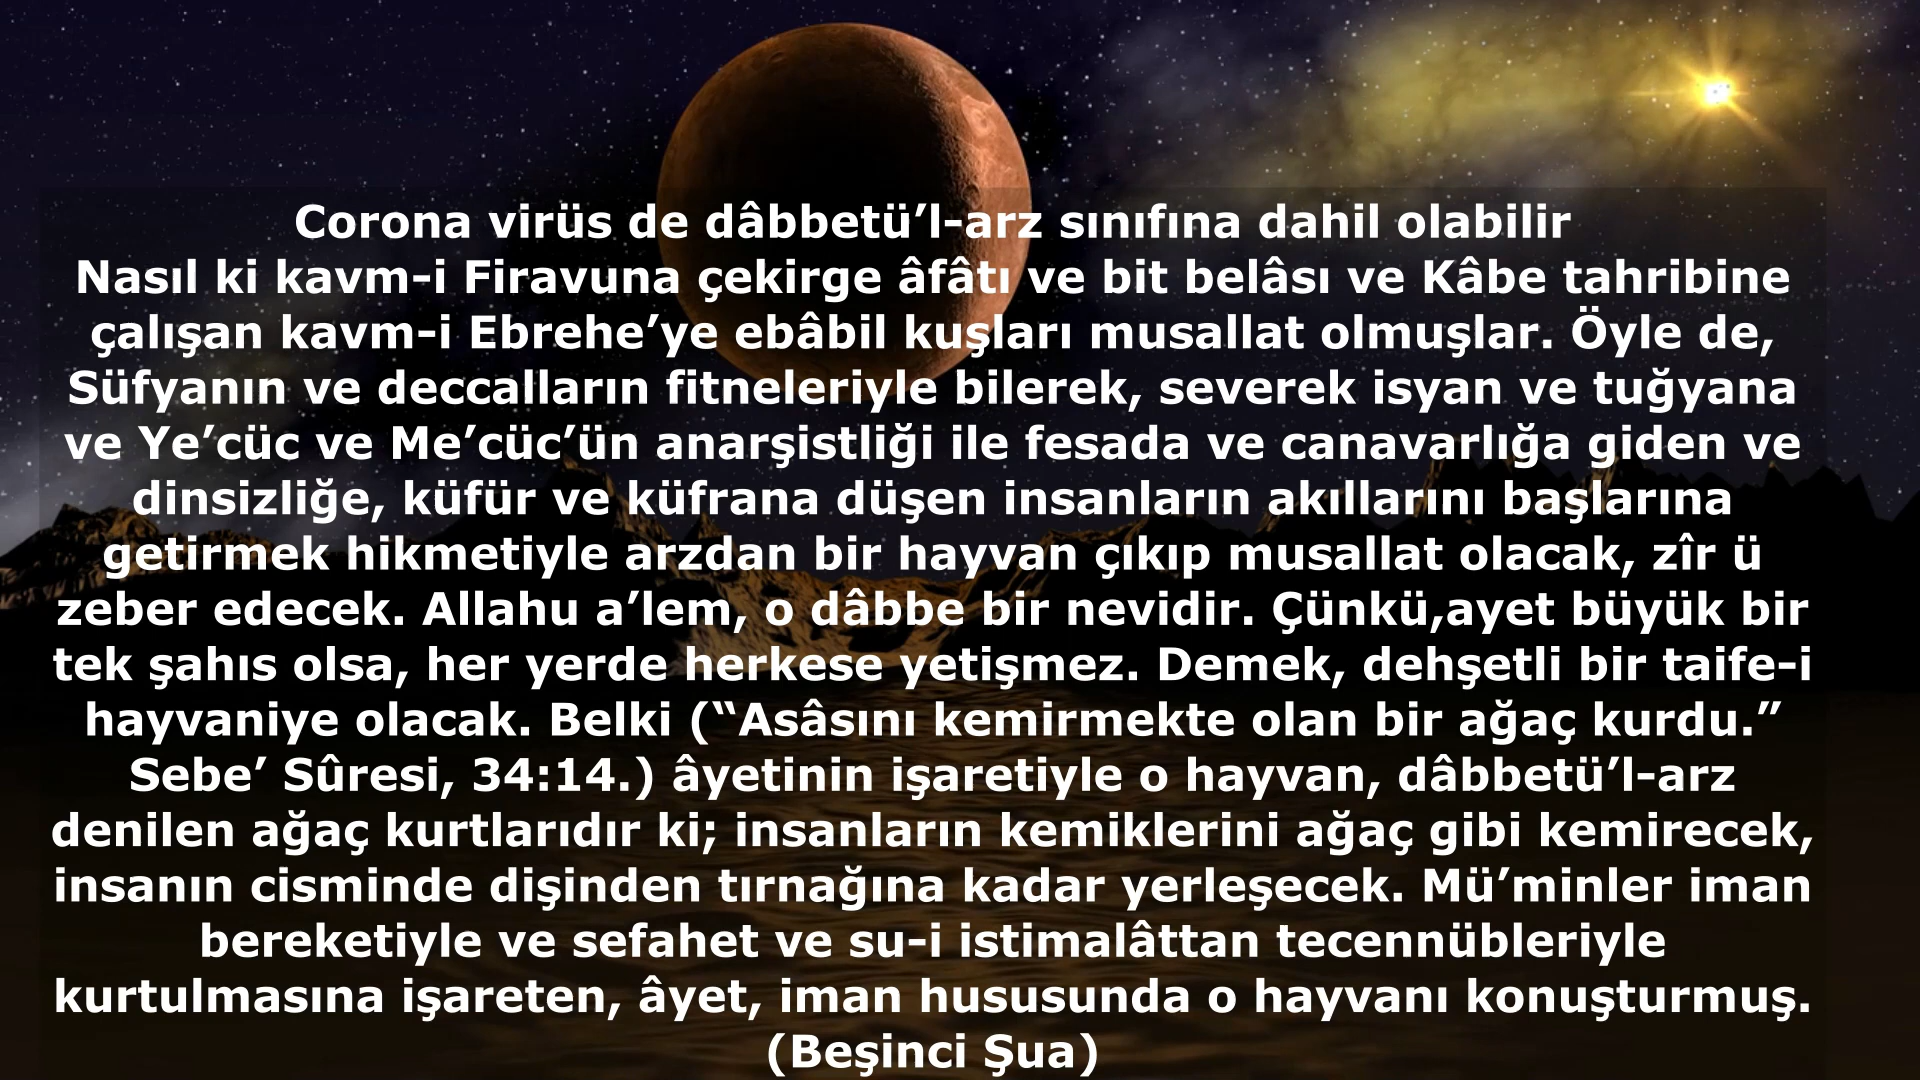 Corona virüs de dâbbetü’l-arz sınıfına dahil olabilir
Nasıl ki kavm-i Firavuna çekirge âfâtı ve bit belâsı ve Kâbe tahribine
çalışan kavm-i Ebrehe’ye ebâbil kuşları musallat olmuşlar. Öyle de,
Süfyanın ve deccalların fitneleriyle bilerek, severek isyan ve tuğyana
ve Ye’cüc ve Me’cüc’ün anarşistliği ile fesada ve canavarlığa giden ve
dinsizliğe, küfür ve küfrana düşen insanların akıllarını başlarına
getirmek hikmetiyle arzdan bir hayvan çıkıp musallat olacak, zîr ü
zeber edecek. Allahu a’lem, o dâbbe bir nevidir. Çünkü,ayet büyük bir
tek şahıs olsa, her yerde herkese yetişmez. Demek, dehşetli bir taife-i
hayvaniye olacak. Belki (“Asâsını kemirmekte olan bir ağaç kurdu.”
Sebe’ Sûresi, 34:14.) âyetinin işaretiyle o hayvan, dâbbetü’l-arz
denilen ağaç kurtlarıdır ki; insanların kemiklerini ağaç gibi kemirecek,
insanın cisminde dişinden tırnağına kadar yerleşecek. Mü’minler iman
bereketiyle ve sefahet ve su-i istimalâttan tecennübleriyle
kurtulmasına işareten, âyet, iman hususunda o hayvanı konuşturmuş.
(Beşinci Şua)